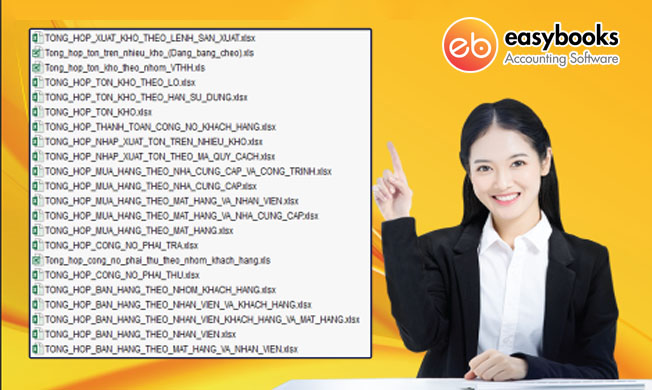 TONG_HOP_XUAT_KHO_THEO_LENH_SAN_XUAT.xlsx
Tong_hop_ton_tren_nhieu_kho_(Dang_bang_cheo).xls
Tong_hop_ton_kho_theo_nhom_VTHH.xls
TONG_HOP_TON_KHO_THEO_LO.xlsx
TONG_HOP_TON_KHO_THEO_HAN_SU_DUNG.xlsx
TONG_HOP_TON_KHO.xlsx
TONG_HOP_THANH_TOAN_CONG_NO_KHACH_HANG.xlsx
TONG_HOP_NHAP_XUAT_TON_TREN_NHIEU_KHO.xlsx
TONG_HOP_NHAP_XUAT_TON_THEO_MA_QUY_CACH.xlsx
TONG_HOP_MUA_HANG_THEO_NHA_CUNG_CAP_VA_CONG_TRINH.xlsx
TONG_HOP_MUA_HANG_THEO_NHA_CUNG_CAP.xlsx
TONG_HOP_MUA_HANG_THEO_MAT_HANG_VA_NHAN_VIEN.xlsx
TONG_HOP_MUA_HANG_THEO_MAT_HANG_VA_NHA_CUNG_CAP.xlsx
TONG_HOP_MUA_HANG_THEO_MAT_HANG.xlsx
TONG_HOP_CONG_NO_PHAI_TRA.xlsx
Tong_hop_cong_no_phai_thu_theo_nhom_khach_hang.xls
TONG_HOP_CONG_NO_PHAI_THU.xlsx
TONG_HOP_BAN_HANG_THEO_NHOM_KHACH_HANG.xlsx
TONG_HOP_BAN_HANG_THEO_NHAN_VIEN_VA_KHACH_HANG.xlsx
TONG_HOP_BAN_HANG_THEO_NHAN_VIEN_KHACH_HANG_VA_MAT_HANG.xlsx
TONG_HOP_BAN_HANG_THEO_NHAN_VIEN.xlsx
TONG_HOP_BAN_HANG_THEO_MAT_HANG_VA_NHAN_VIEN.xlsx
eb easybooks
Accounting Software